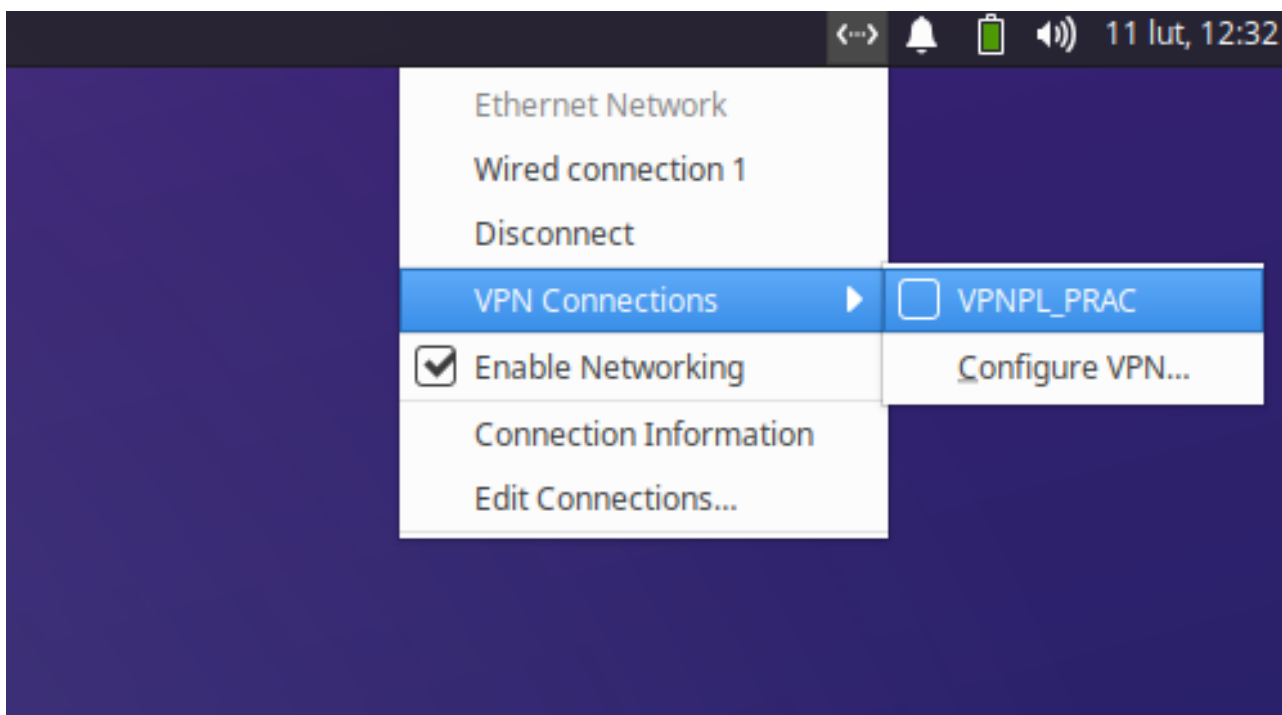 11 lut, 12:32
Ethernet Network
Wired connection 1
Disconnect
VPN Connections
VPNPL_PRAC
Enable Networking
Configure VPN...
Connection Information
Edit Connections...